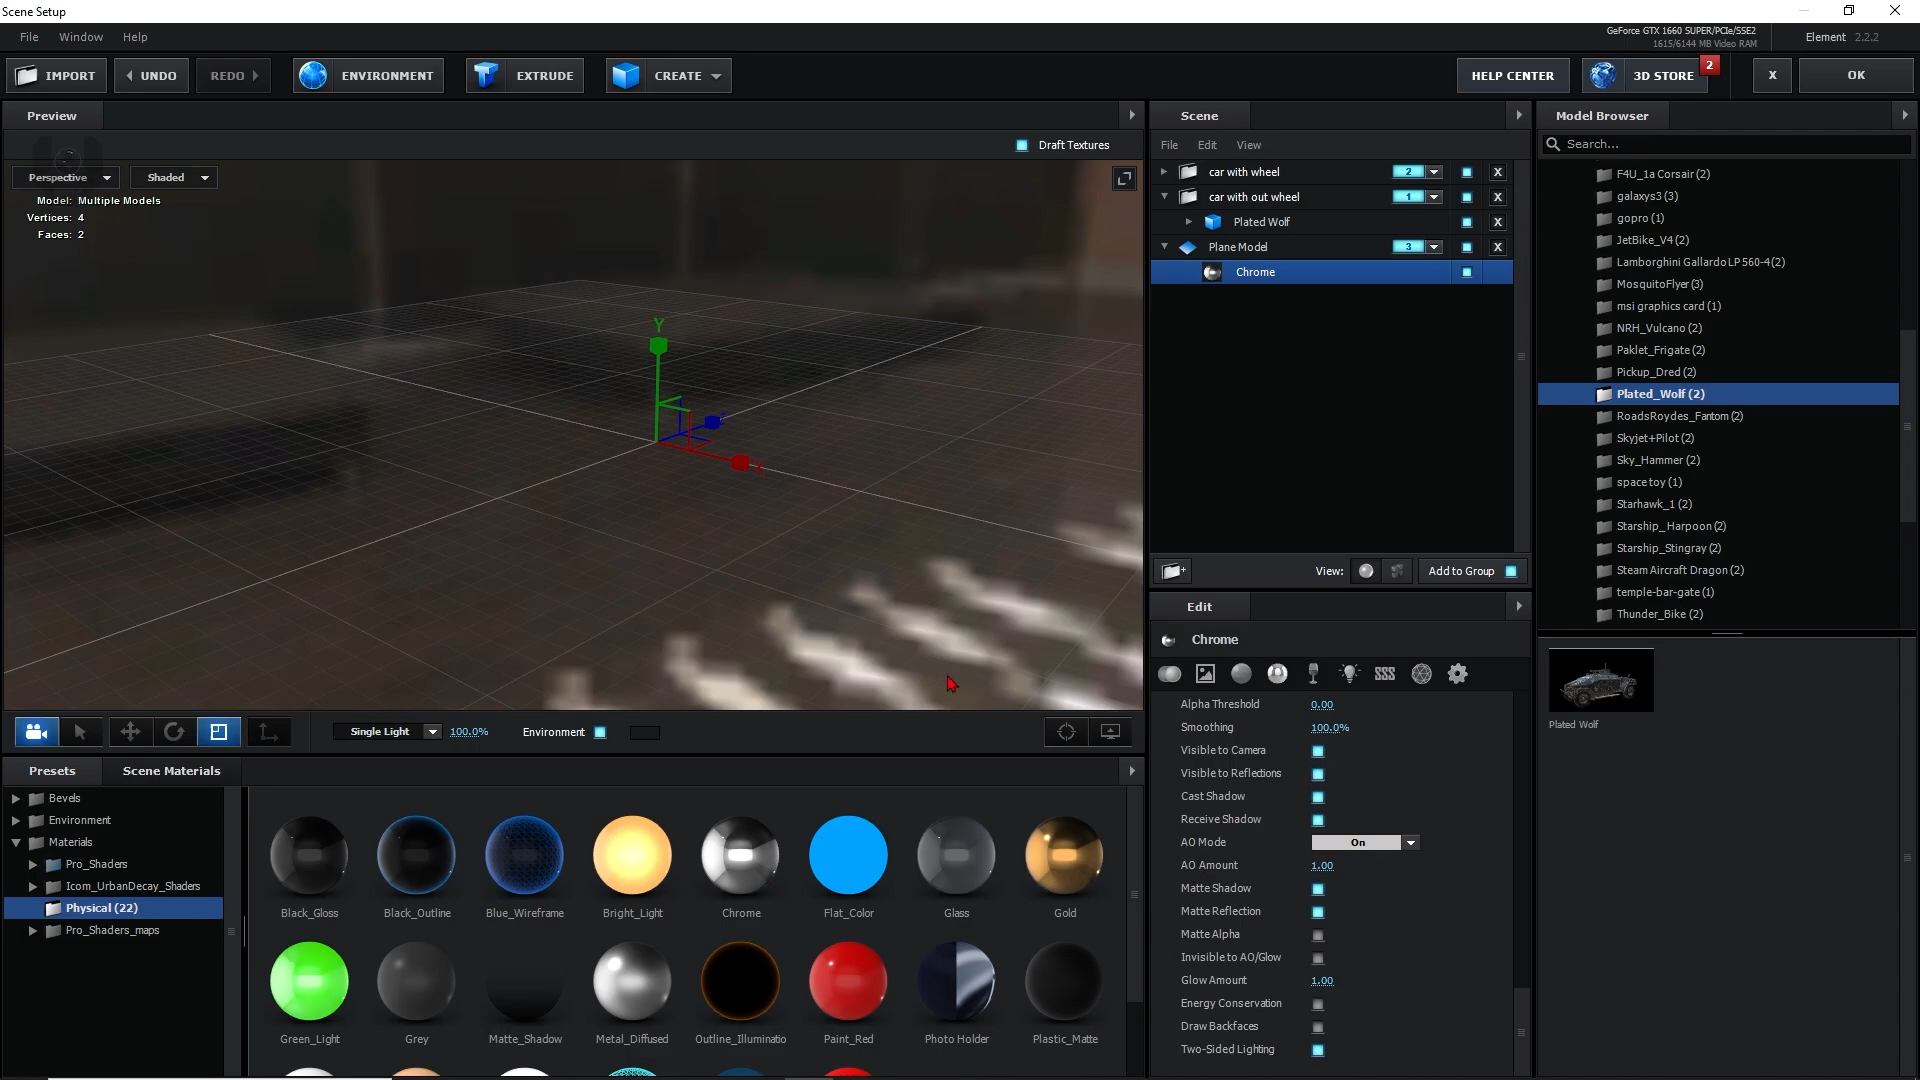 Scene Setup
File Window Help
GeForce GTX 1660 SUPER/PCIe/SSE2
1615/6144 MB Video RAM
Element 2.2.2
IMPORT UNDO REDO ENVIRONMENT EXTRUDE CREATE HELP CENTER 3D STORE 2 X OK
Preview
Draft Textures
Perspective Shaded
Model: Multiple Models
Vertices: 4
Faces: 2
Y
X
Single Light 100.0% Environment
Presets Scene Materials
Bevels
Environment
Materials
Pro_Shaders
Icom_UrbanDecay_Shaders
Physical (22)
Pro_Shaders_maps
Black_Gloss Black_Outline Blue_Wireframe Bright_Light Chrome Flat_Color Glass Gold
Green_Light Grey Matte_Shadow Metal_Diffused Outline_Illuminatio Paint_Red Photo Holder Plastic_Matte
Scene
File Edit View
car with wheel 2 X
car with out wheel 1 X
Plated Wolf X
Plane Model 3 X
Chrome
View: Add to Group
Edit
Chrome
Alpha Threshold 0.00
Smoothing 100.0%
Visible to Camera
Visible to Reflections
Cast Shadow
Receive Shadow
AO Mode On
AO Amount 1.00
Matte Shadow
Matte Reflection
Matte Alpha
Invisible to AO/Glow
Glow Amount 1.00
Energy Conservation
Draw Backfaces
Two-Sided Lighting
Model Browser
Search...
F4U_1a Corsair (2)
galaxys3 (3)
gopro (1)
JetBike_V4 (2)
Lamborghini Gallardo LP 560-4 (2)
MosquitoFlyer (3)
msi graphics card (1)
NRH_Vulcano (2)
Paklet_Frigate (2)
Pickup_Dred (2)
Plated_Wolf (2)
RoadsRoydes_Fantom (2)
Skyjet+Pilot (2)
Sky_Hammer (2)
space toy (1)
Starhawk_1 (2)
Starship_ Harpoon (2)
Starship_Stingray (2)
Steam Aircraft Dragon (2)
temple-bar-gate (1)
Thunder_Bike (2)
Plated Wolf